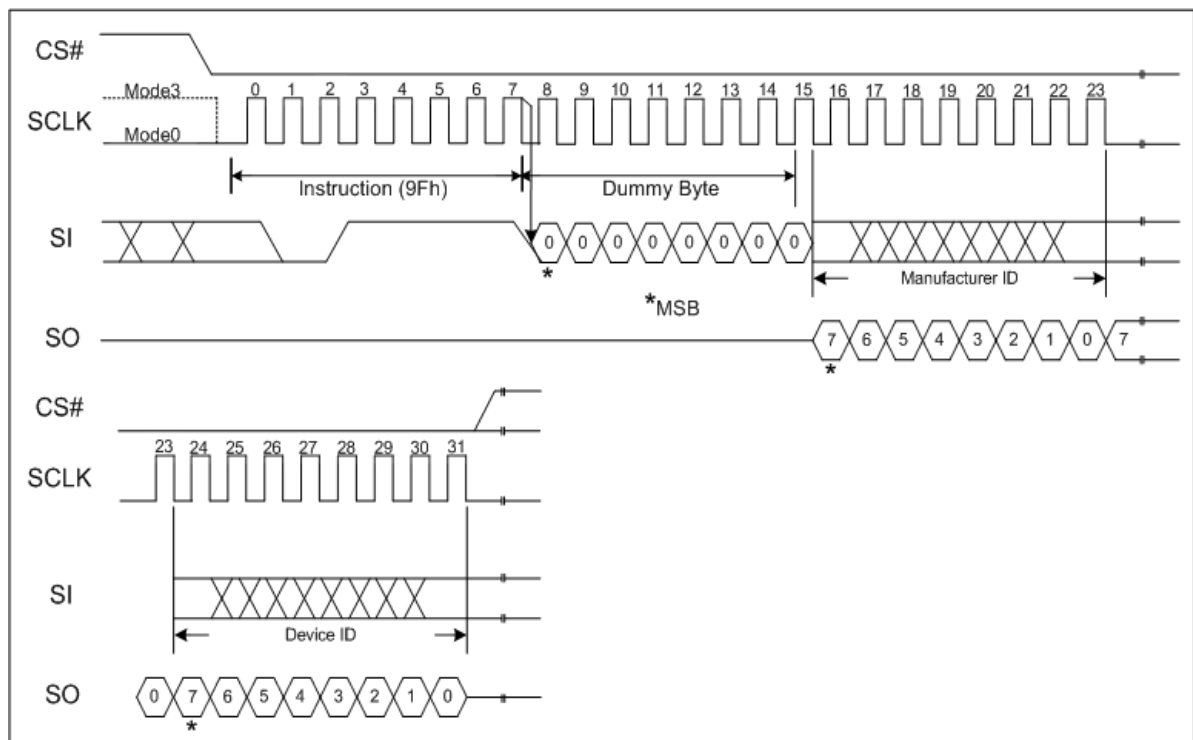 CS#
Mode3 0 1 2 3 4 5 6 7 8 9 10 11 12 13 14 15 16 17 18 19 20 21 22 23
SCLK
Mode0
Instruction (9Fh) Dummy Byte
SI 0 0 0 0 0 0 0 0
* Manufacturer ID
*MSB
SO 7 6 5 4 3 2 1 0 7
*
CS#
23 24 25 26 27 28 29 30 31
SCLK
SI
Device ID
SO 0 7 6 5 4 3 2 1 0
*